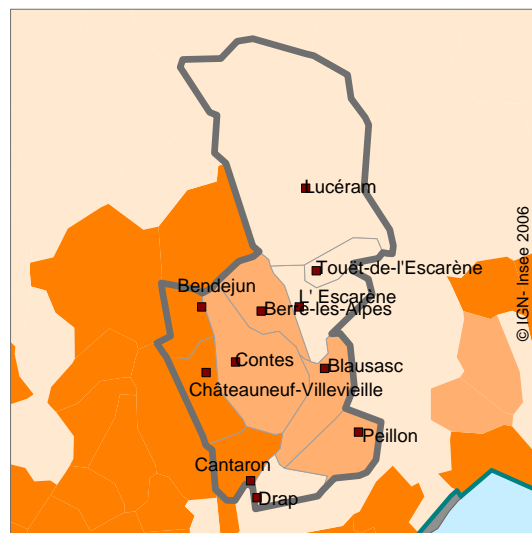 Lucéram
Touët-de-l'Escarène
Bendejun
L' Escarène
Berre-les-Alpes
Contes
Blausasc
Châteauneuf-Villevieille
Peillon
Cantaron
Drap
© IGN- Insee 2006